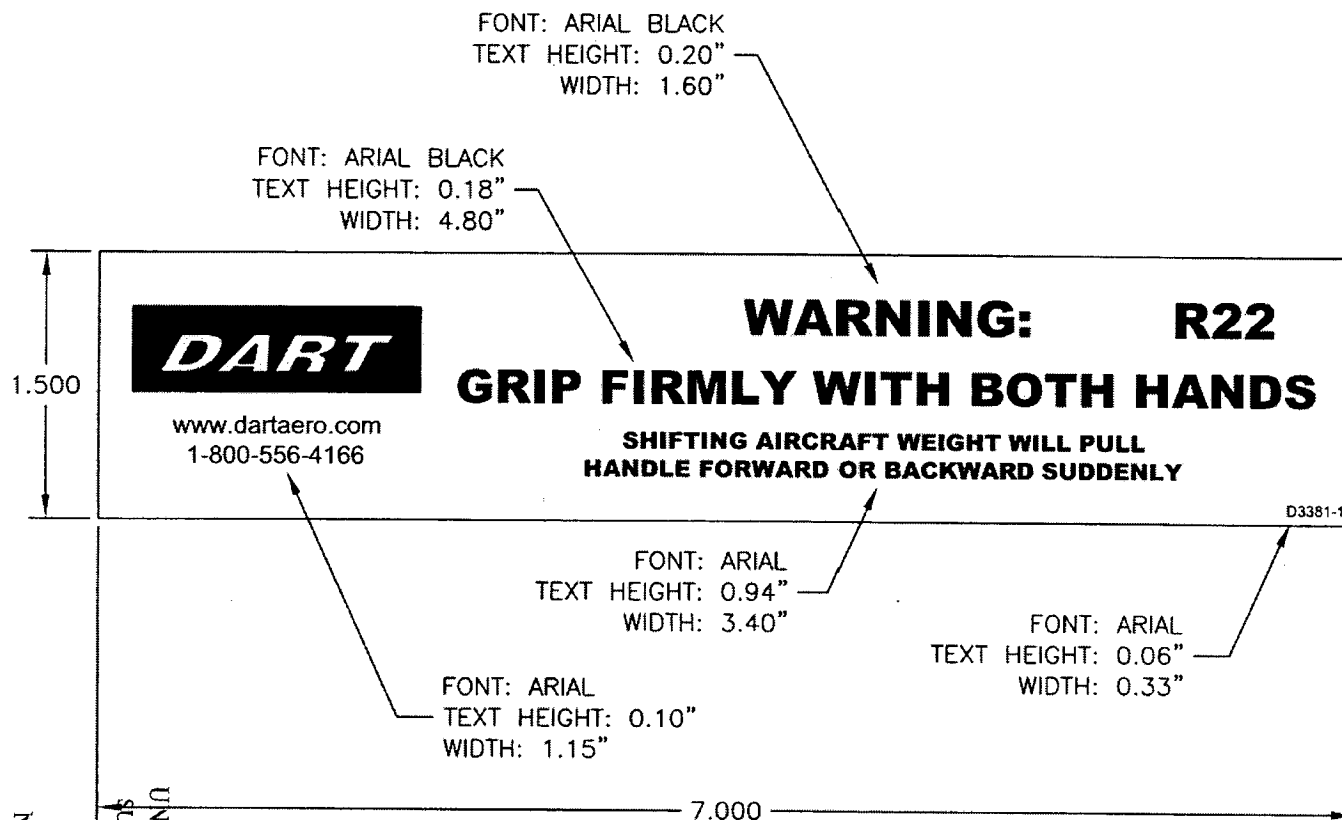 FONT: ARIAL BLACK
TEXT HEIGHT: 0.20"
WIDTH: 1.60"
FONT: ARIAL BLACK
TEXT HEIGHT: 0.18"
WIDTH: 4.80"
1.500
DART
www.dartaero.com
1-800-556-4166
WARNING: R22
GRIP FIRMLY WITH BOTH HANDS
SHIFTING AIRCRAFT WEIGHT WILL PULL
HANDLE FORWARD OR BACKWARD SUDDENLY
D3381-1
FONT: ARIAL
TEXT HEIGHT: 0.94"
WIDTH: 3.40"
FONT: ARIAL
TEXT HEIGHT: 0.06"
WIDTH: 0.33"
FONT: ARIAL
TEXT HEIGHT: 0.10"
WIDTH: 1.15"
7.000